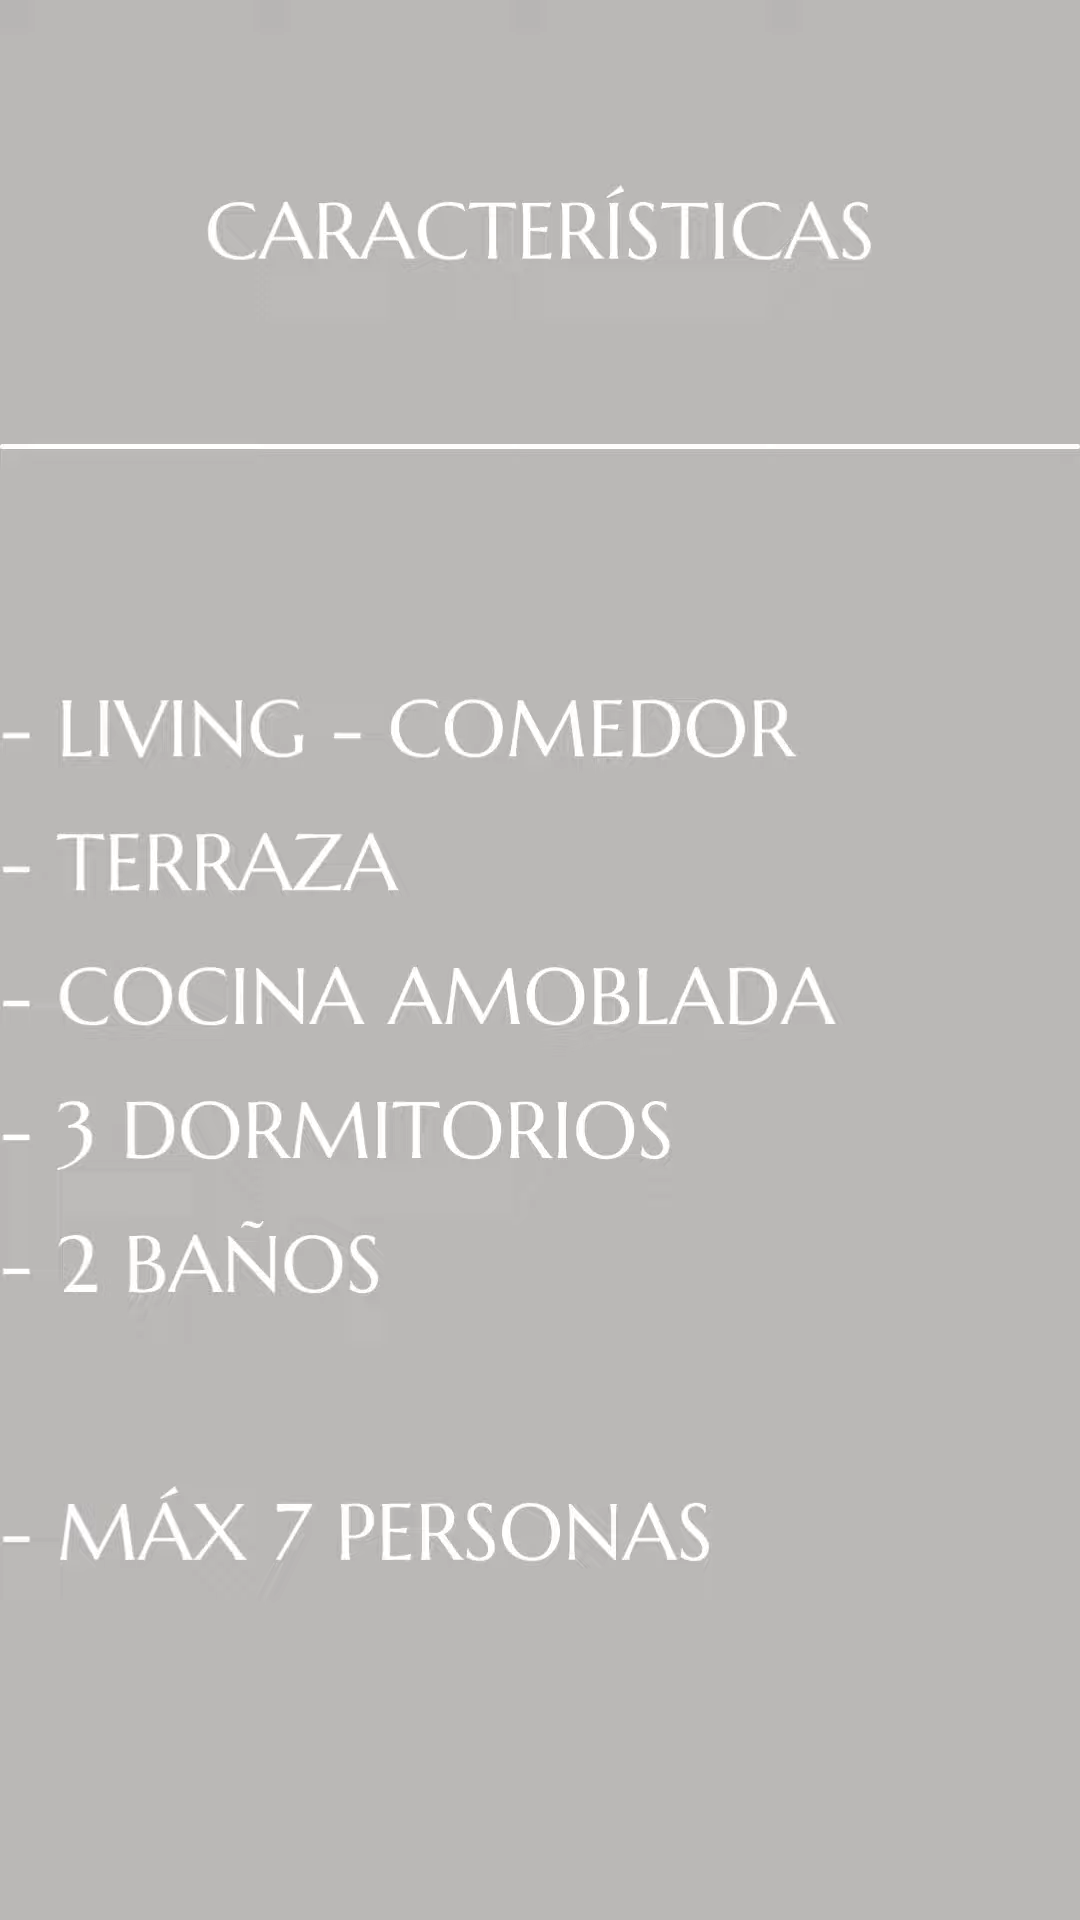 CARACTERÍSTICAS
- LIVING - COMEDOR
- TERRAZA
- COCINA AMOBLADA
- 3 DORMITORIOS
- 2 BAÑOS
- MÁX 7 PERSONAS